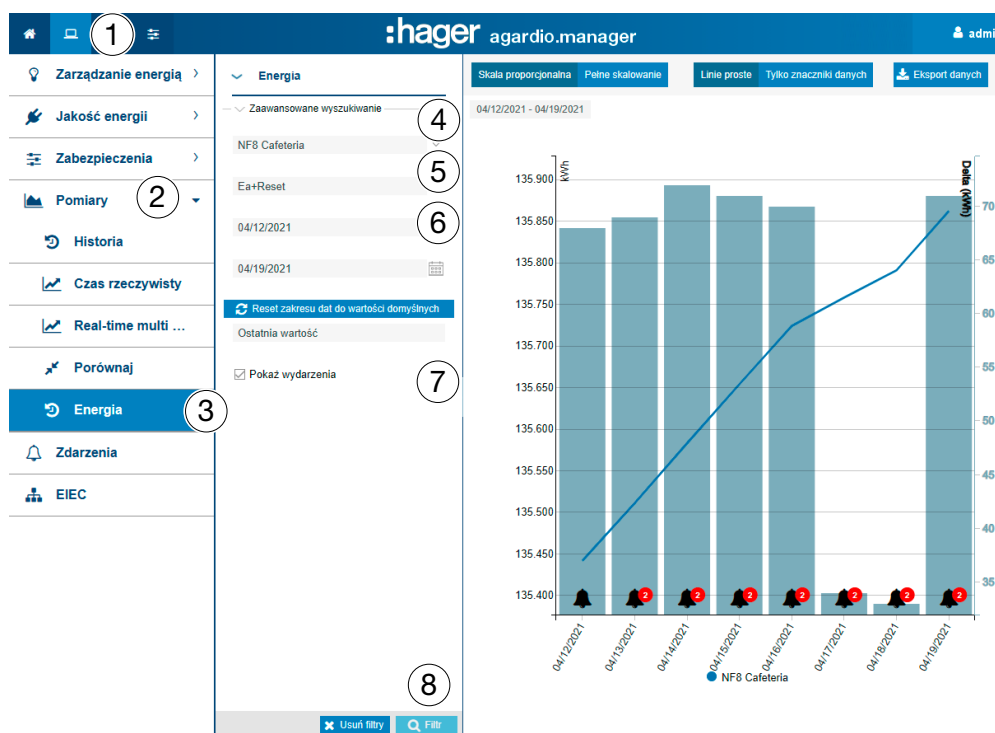 1
:hager agardio.manager
admi
Zarządzanie energią
Jakość energii
Zabezpieczenia
Pomiary
2
Historia
Czas rzeczywisty
Real-time multi ...
Porównaj
Energia
3
Zdarzenia
EIEC
Energia
Zaawansowane wyszukiwanie
4
NF8 Cafeteria
5
Ea+Reset
6
04/12/2021
04/19/2021
Reset zakresu dat do wartości domyślnych
Ostatnia wartość
Pokaż wydarzenia
7
8
Usuń filtry
Filtr
Skala proporcjonalna
Pełne skalowanie
Linie proste
Tylko znaczniki danych
Eksport danych
04/12/2021 - 04/19/2021
kWh
135.900
135.850
135.800
135.750
135.700
135.650
135.600
135.550
135.500
135.450
135.400
Delta (kWh)
70
65
60
55
50
45
40
35
2
2
2
2
2
2
2
04/12/2021
04/13/2021
04/14/2021
04/15/2021
04/16/2021
04/17/2021
04/18/2021
04/19/2021
NF8 Cafeteria